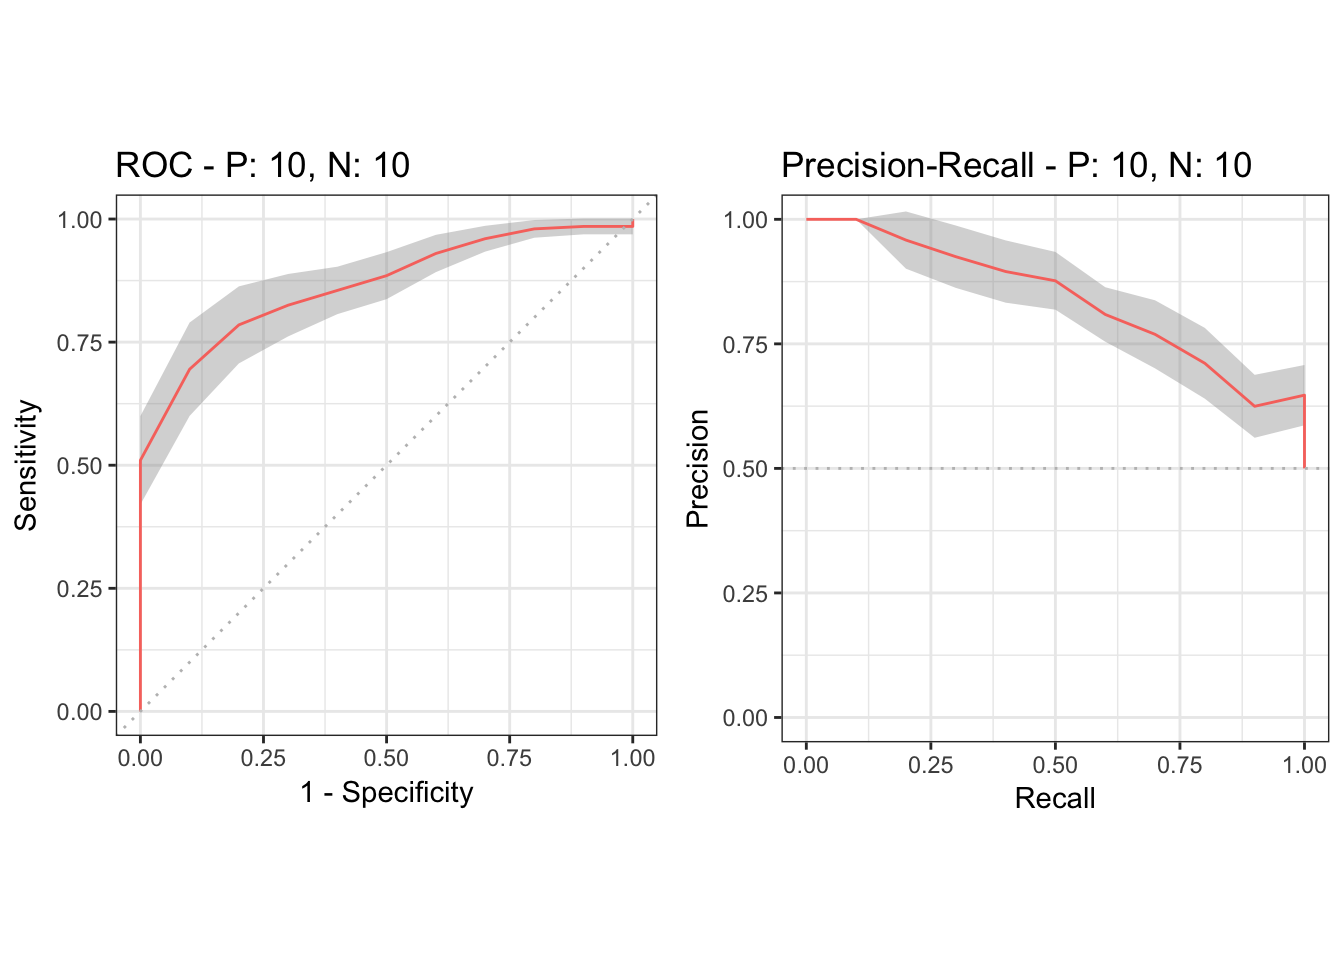 ROC - P: 10, N: 10
1.00
0.75
0.50
0.25
0.00
Sensitivity
0.00 0.25 0.50 0.75 1.00
1 - Specificity
Precision-Recall - P: 10, N: 10
1.00
0.75
0.50
0.25
0.00
Precision
0.00 0.25 0.50 0.75 1.00
Recall